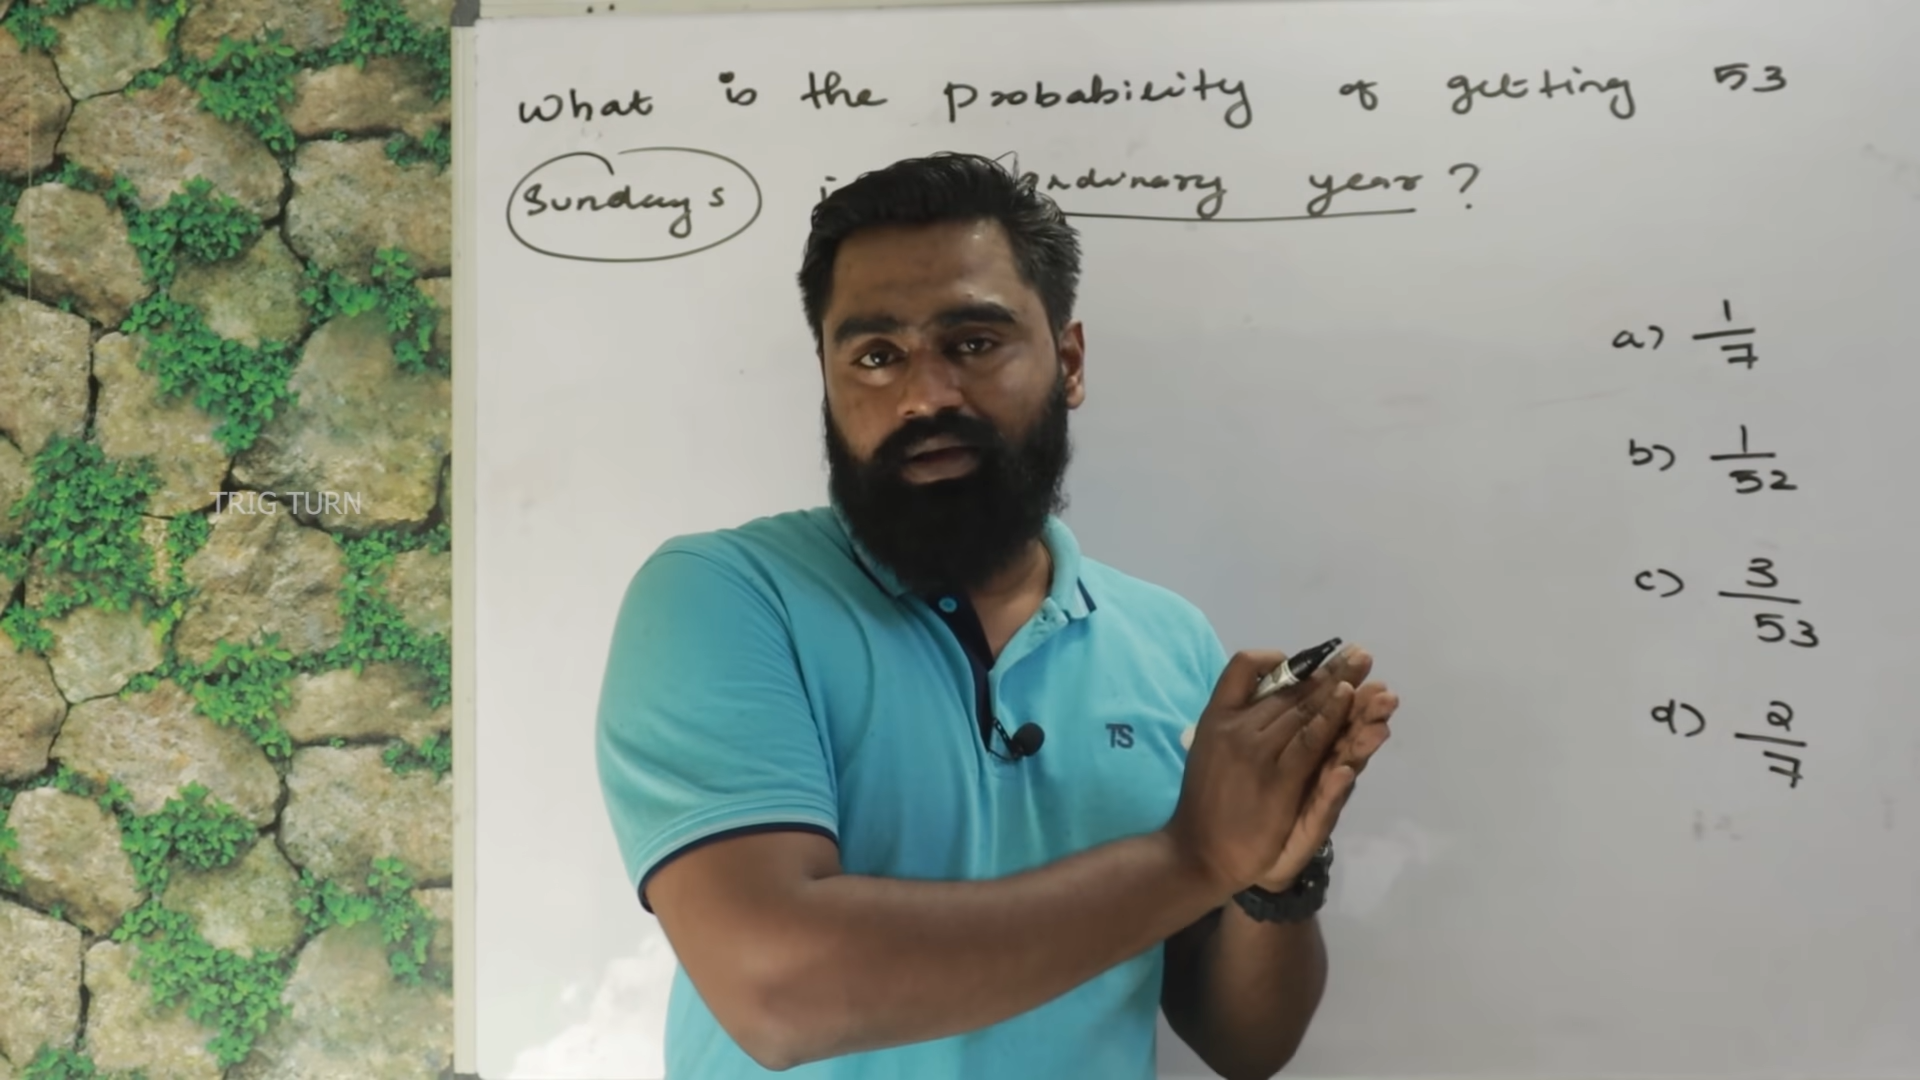 What is the probability of getting 53
Sundays ordinary year ?
a) 1/7
b) 1/52
c) 3/53
d) 2/7
TRIG TURN
TS